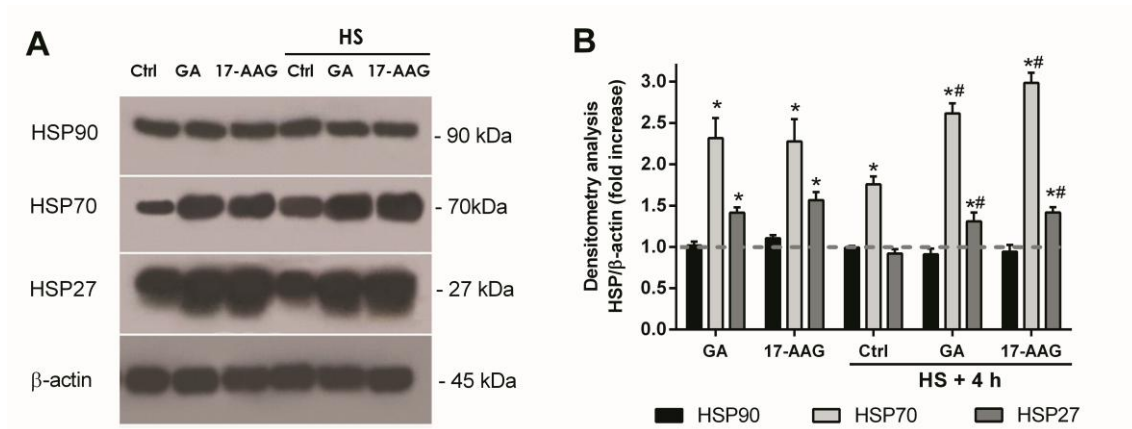 A
HS
Ctrl GA 17-AAG Ctrl GA 17-AAG
HSP90
- 90 kDa
HSP70
- 70kDa
HSP27
- 27 kDa
β-actin
- 45 kDa
B
Densitometry analysis
HSP/β-actin (fold increase)
3.0
2.5
2.0
1.5
1.0
0.5
0.0
* * * * * *# *# *# *#
GA 17-AAG Ctrl GA 17-AAG
HS + 4 h
HSP90 HSP70 HSP27